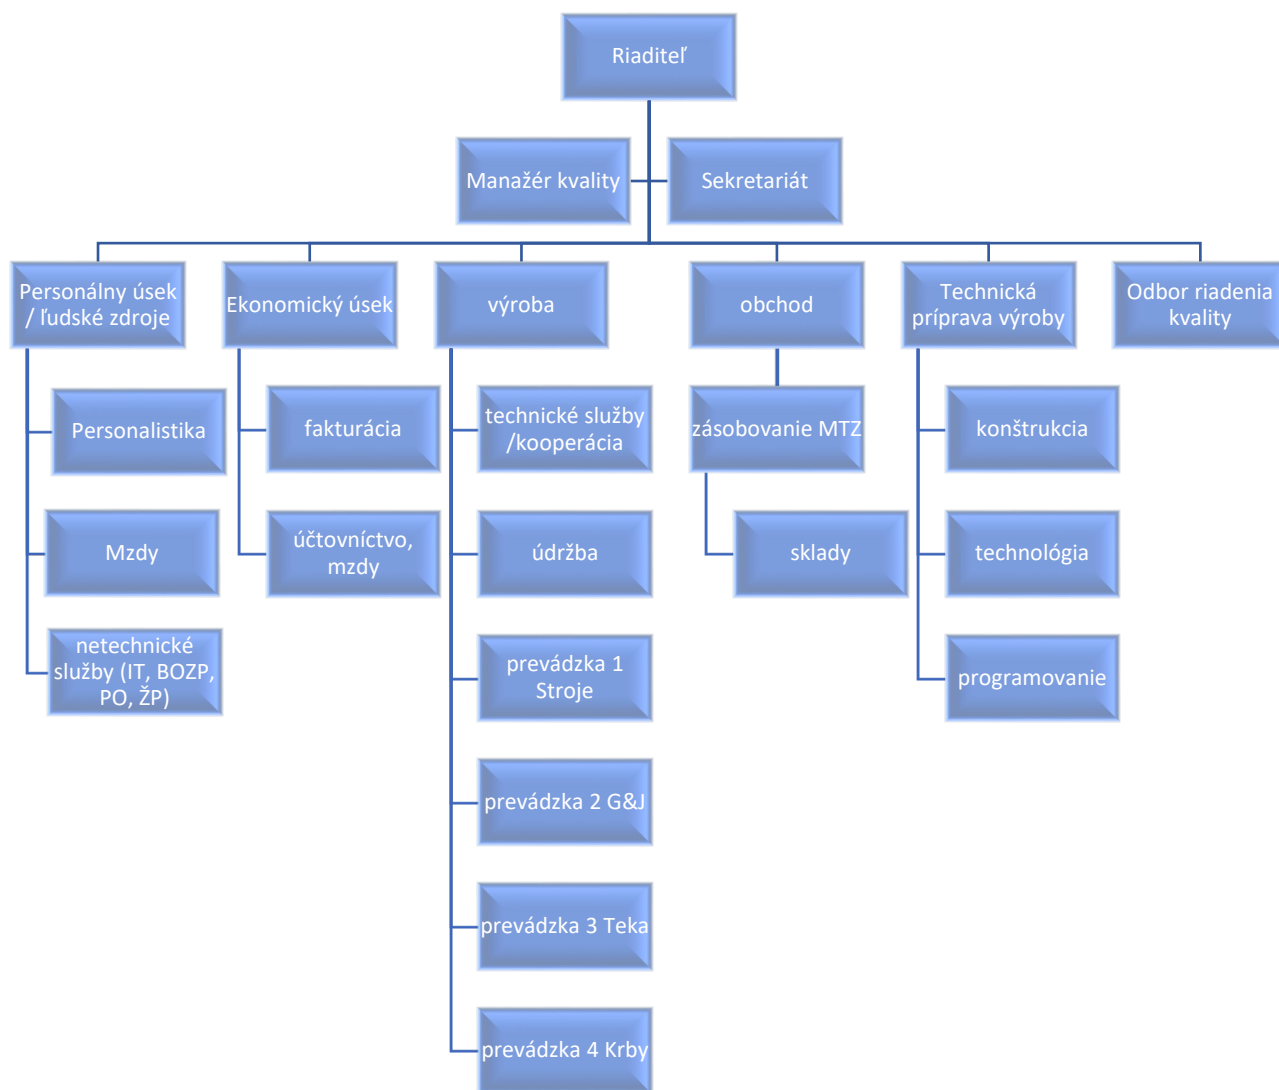 Riaditeľ
Manažér kvality
Sekretariát
Personálny úsek
/ ľudské zdroje
Ekonomický úsek
výroba
obchod
Technická
príprava výroby
Odbor riadenia
kvality
Personalistika
fakturácia
technické služby
/kooperácia
zásobovanie MTZ
konštrukcia
Mzdy
účtovníctvo,
mzdy
údržba
sklady
technológia
netechnické
služby (IT, BOZP,
PO, ŽP)
prevádzka 1
Stroje
programovanie
prevádzka 2 G&J
prevádzka 3 Teka
prevádzka 4 Krby